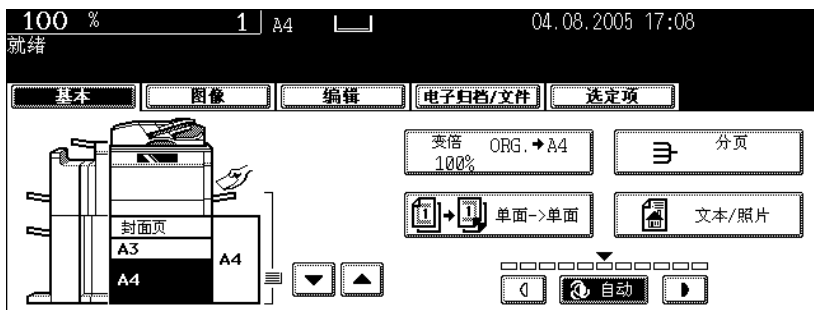 100 % 1 A4 04.08.2005 17:08
就绪
基本 图像 编辑 电子归档/文件 选定项
变倍 ORG.→A4
100%
分页
1 → 1 单面->单面
文本/照片
封面页
A3
A4
A4
自动